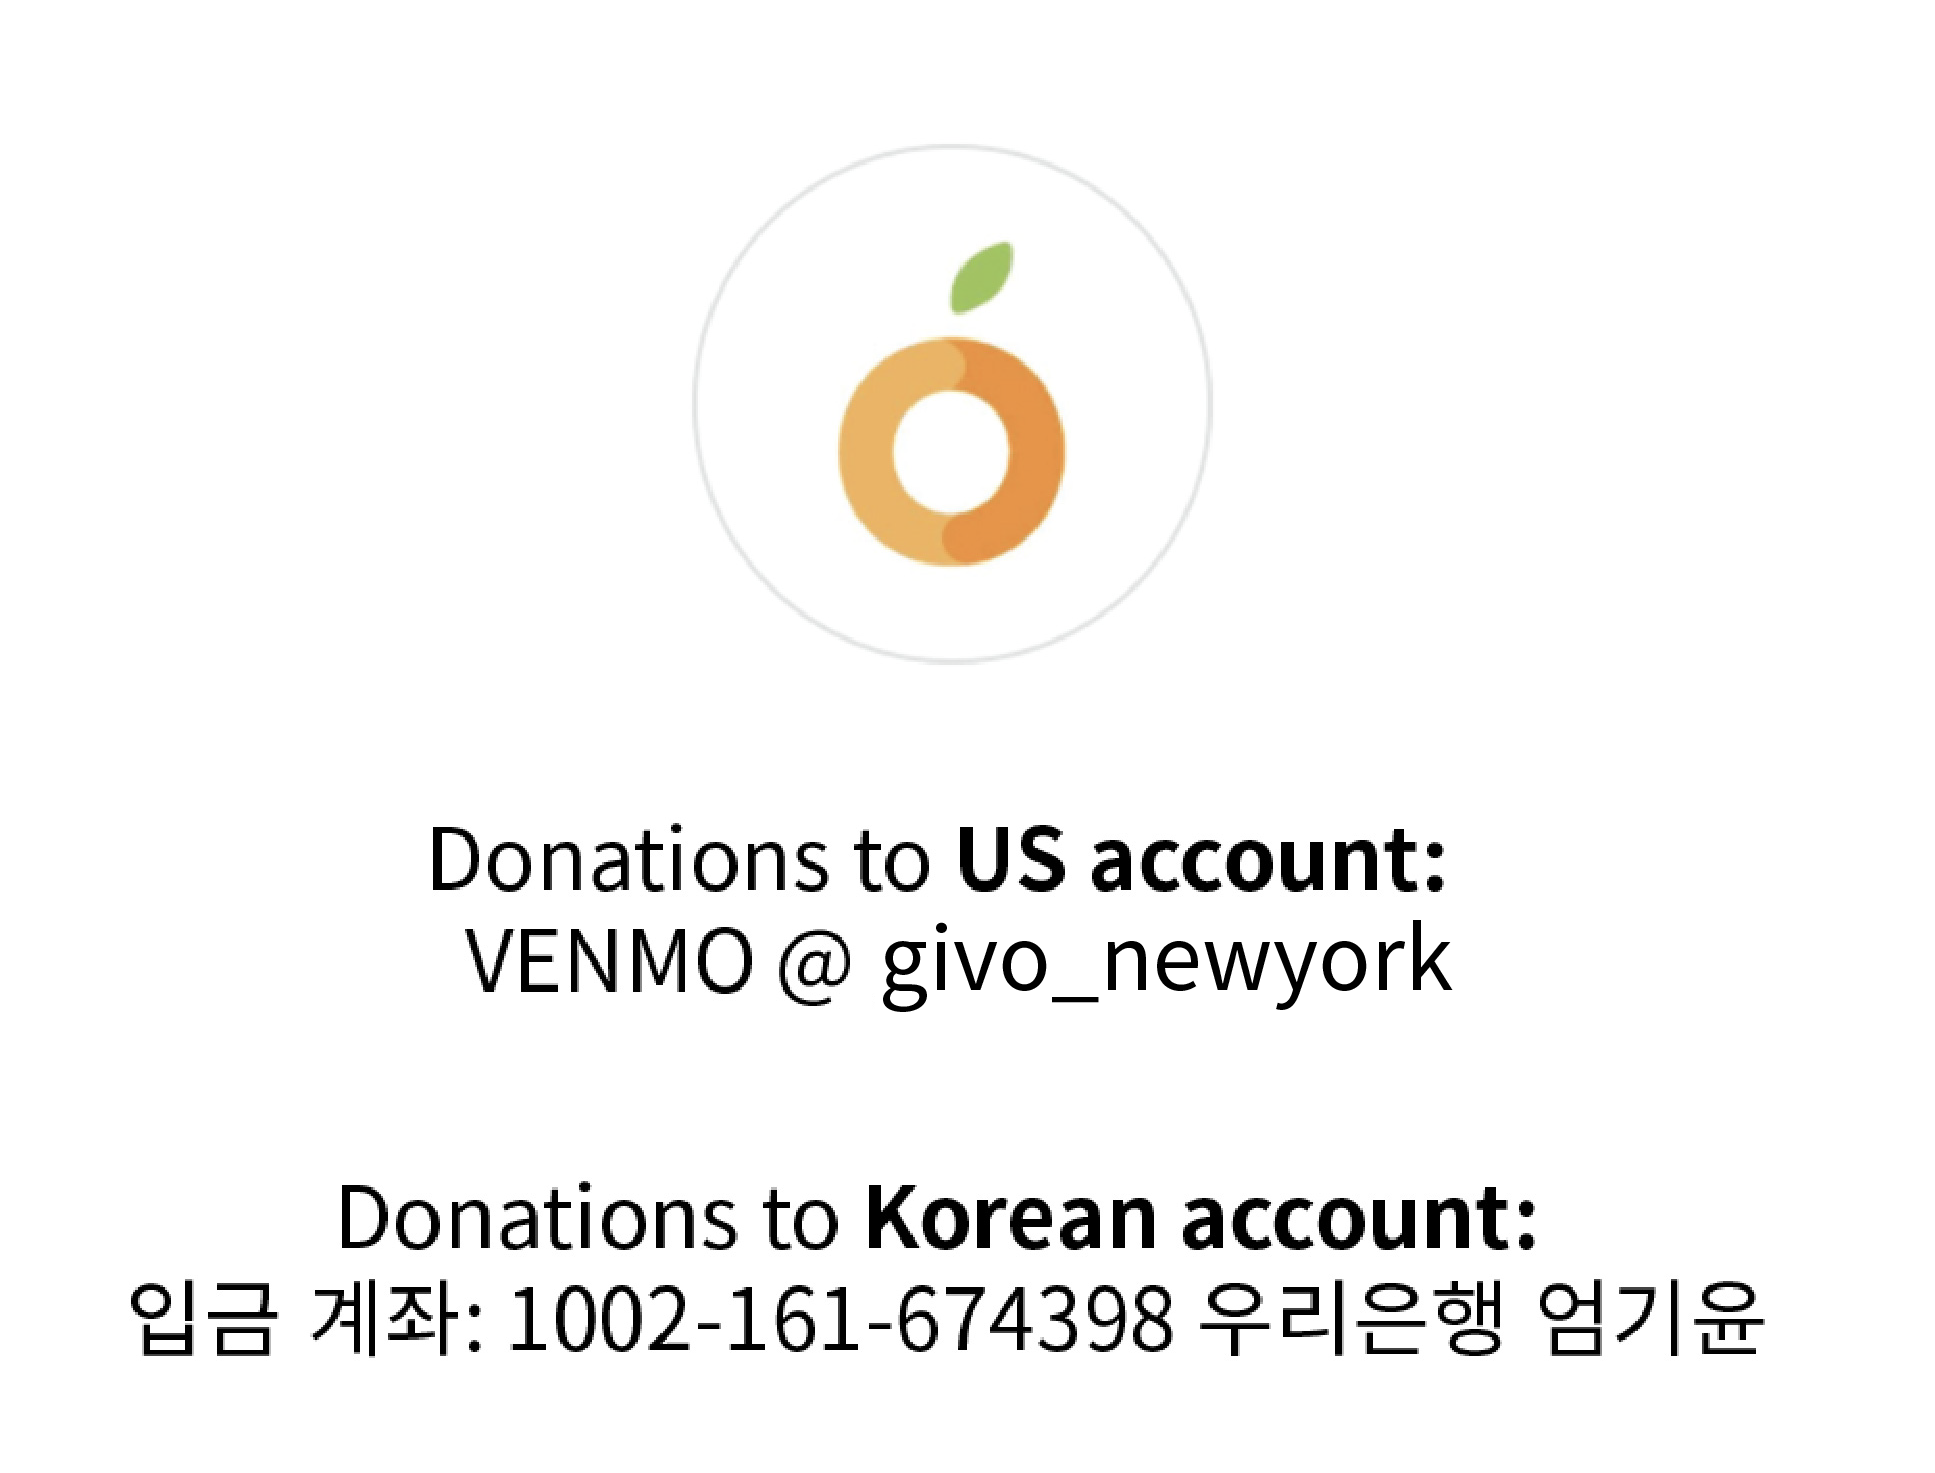 Donations to US account:
VENMO @ givo_newyork
Donations to Korean account:
입금 계좌: 1002-161-674398 우리은행 엄기윤